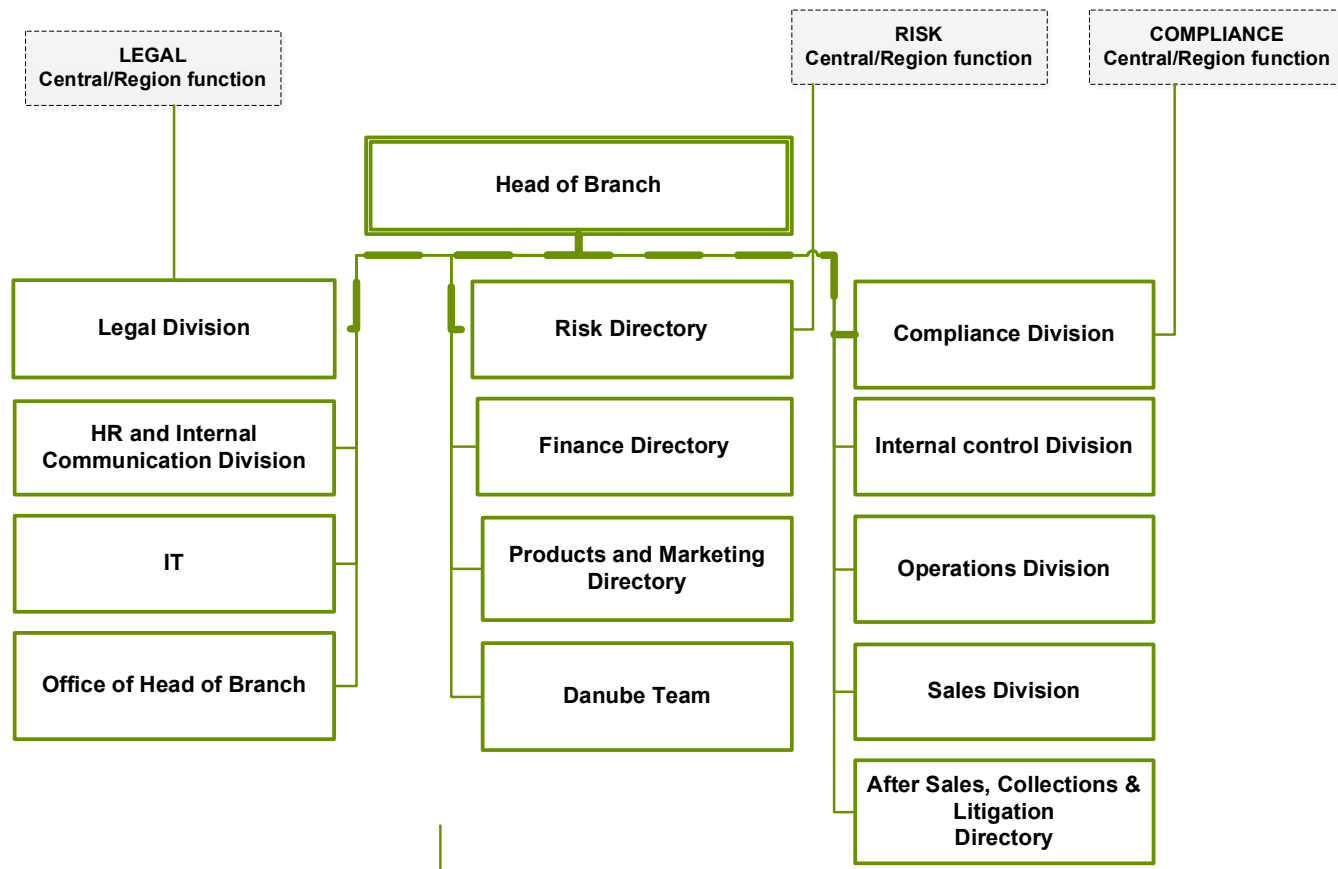 LEGAL
Central/Region function
RISK
Central/Region function
COMPLIANCE
Central/Region function
Head of Branch
Legal Division
Risk Directory
Compliance Division
HR and Internal
Communication Division
Finance Directory
Internal control Division
IT
Products and Marketing
Directory
Operations Division
Office of Head of Branch
Danube Team
Sales Division
After Sales, Collections &
Litigation
Directory